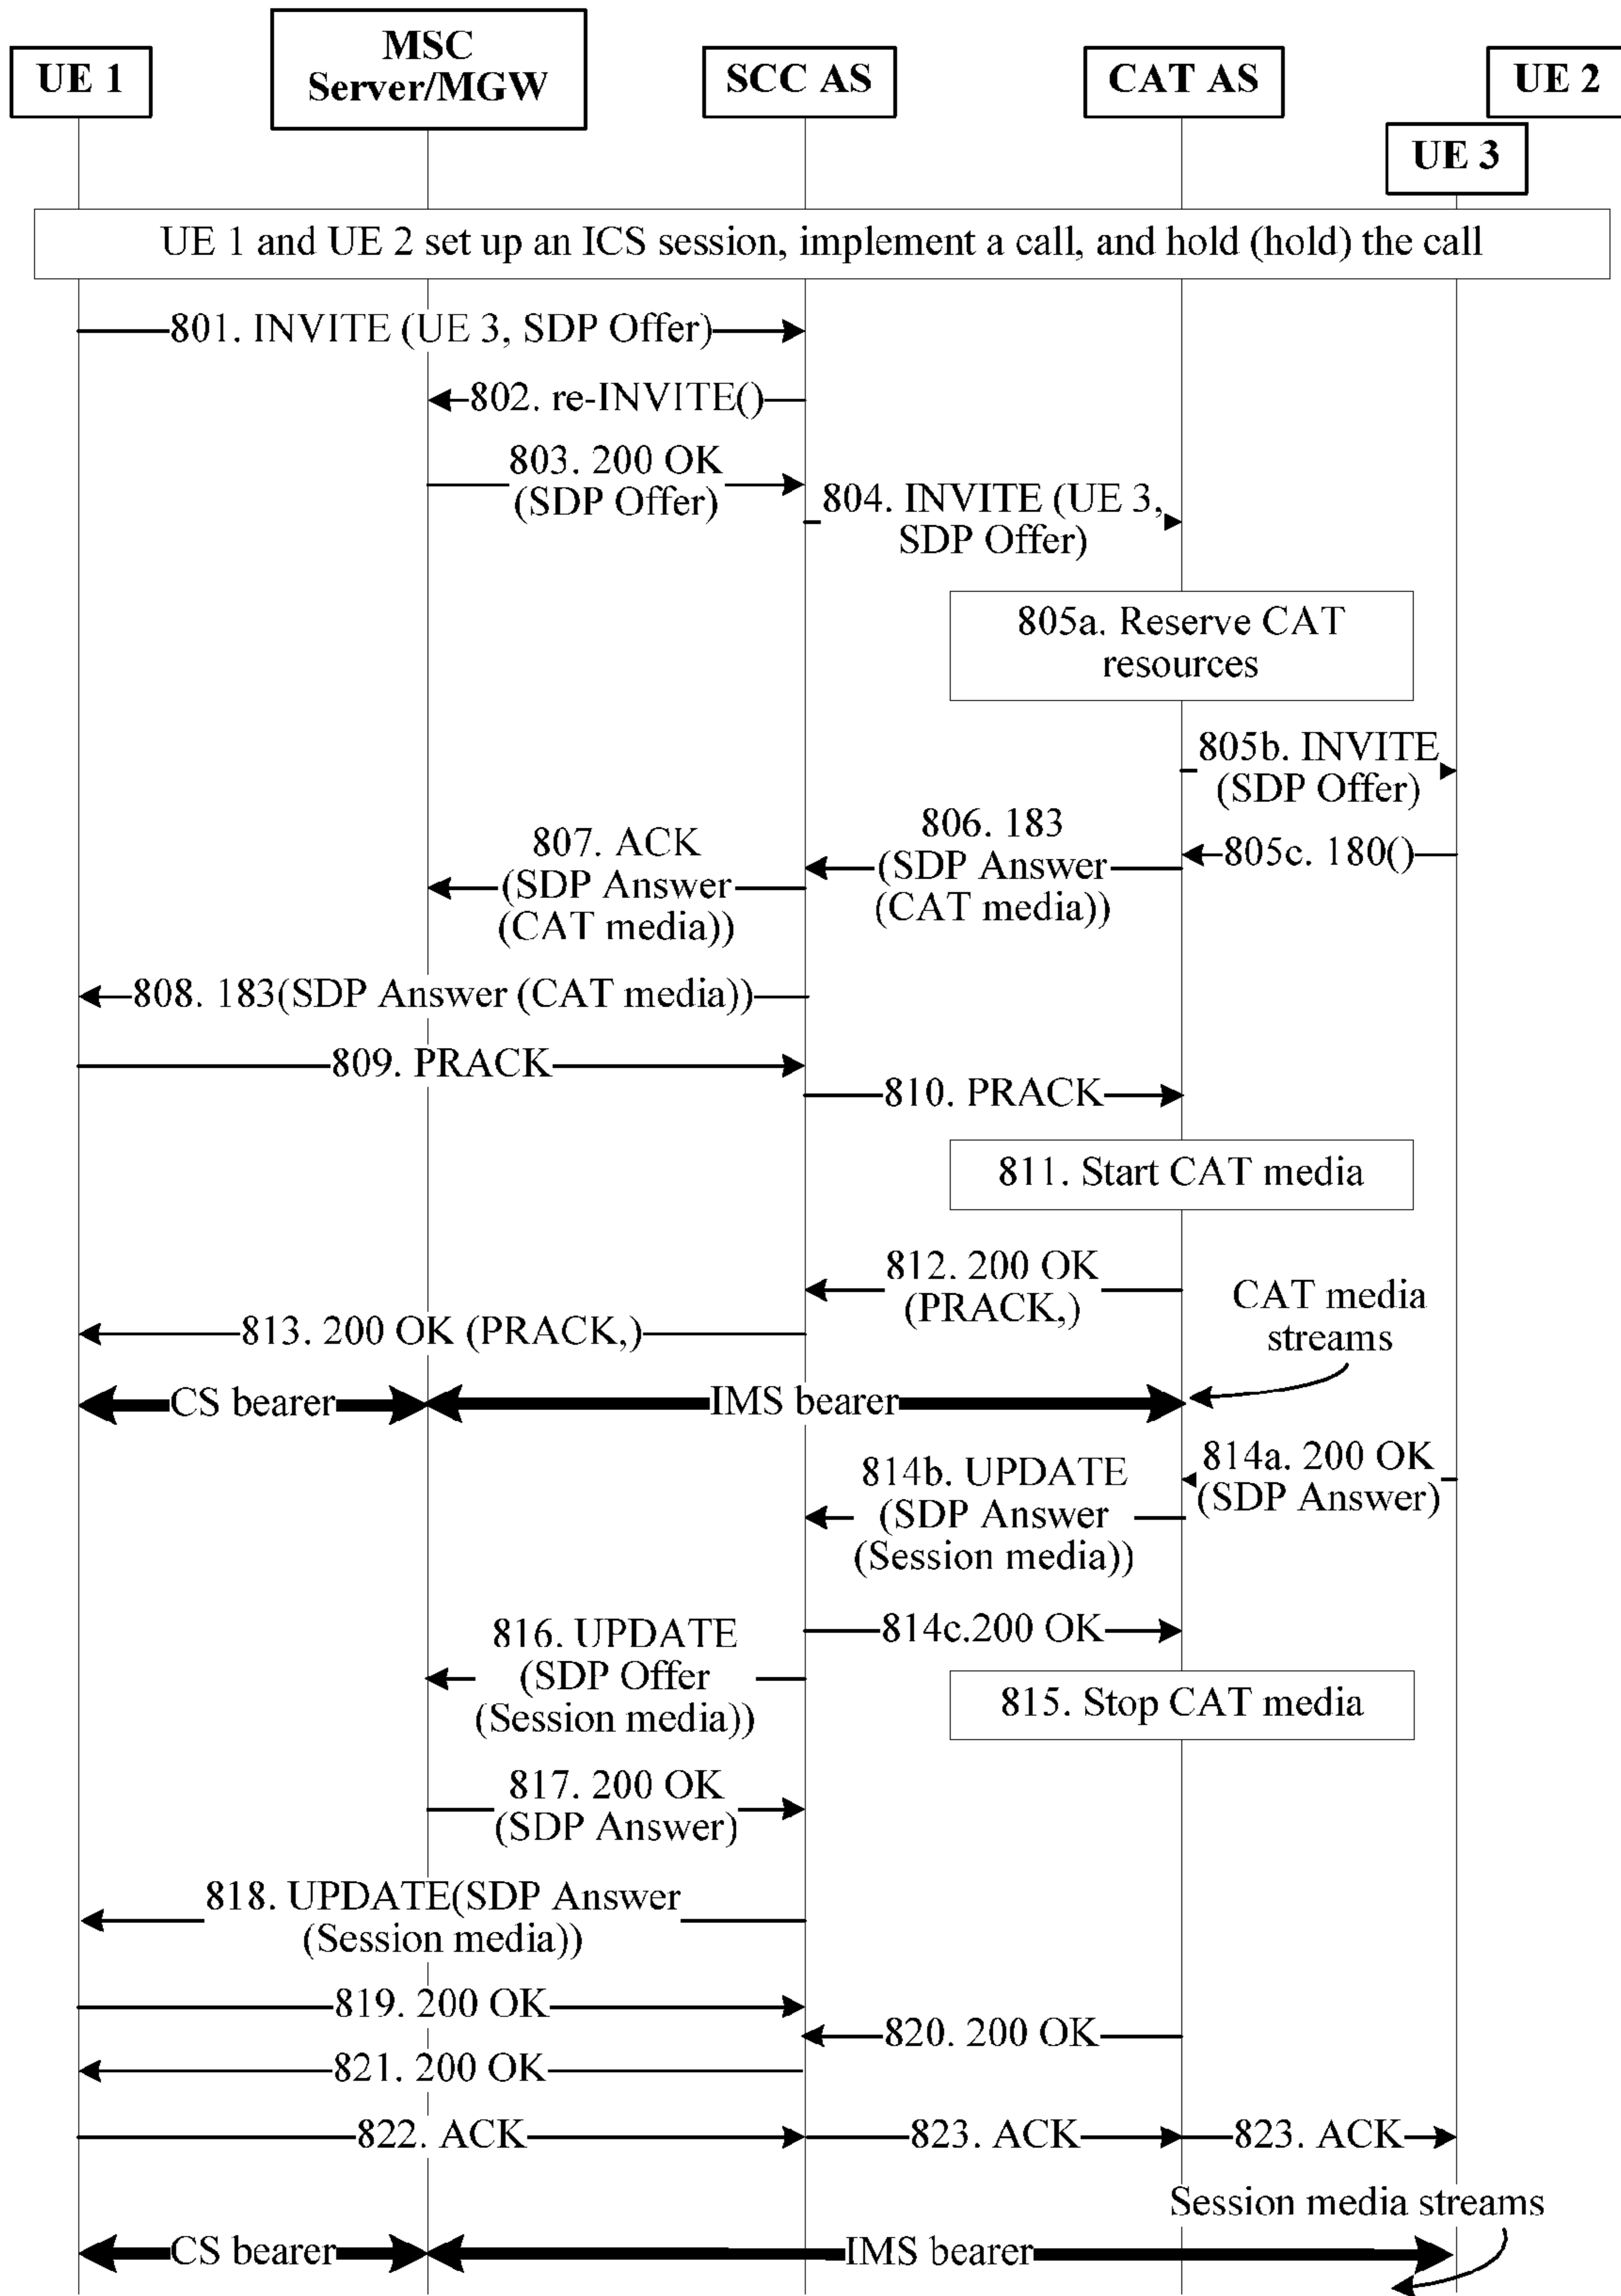 UE 1
MSC
Server/MGW
SCC AS
CAT AS
UE 2
UE 3
UE 1 and UE 2 set up an ICS session, implement a call, and hold (hold) the call
801. INVITE (UE 3, SDP Offer)
802. re-INVITE()
803. 200 OK
(SDP Offer)
804. INVITE (UE 3,
SDP Offer)
805a. Reserve CAT
resources
805b. INVITE
(SDP Offer)
805c. 180()
806. 183
(SDP Answer
(CAT media))
807. ACK
(SDP Answer
(CAT media))
808. 183(SDP Answer (CAT media))
809. PRACK
810. PRACK
811. Start CAT media
812. 200 OK
(PRACK,)
813. 200 OK (PRACK,)
CAT media
streams
CS bearer
IMS bearer
814a. 200 OK
(SDP Answer)
814b. UPDATE
(SDP Answer
(Session media))
814c.200 OK
816. UPDATE
(SDP Offer
(Session media))
815. Stop CAT media
817. 200 OK
(SDP Answer)
818. UPDATE(SDP Answer
(Session media))
819. 200 OK
820. 200 OK
821. 200 OK
822. ACK
823. ACK
823. ACK
Session media streams
CS bearer
IMS bearer